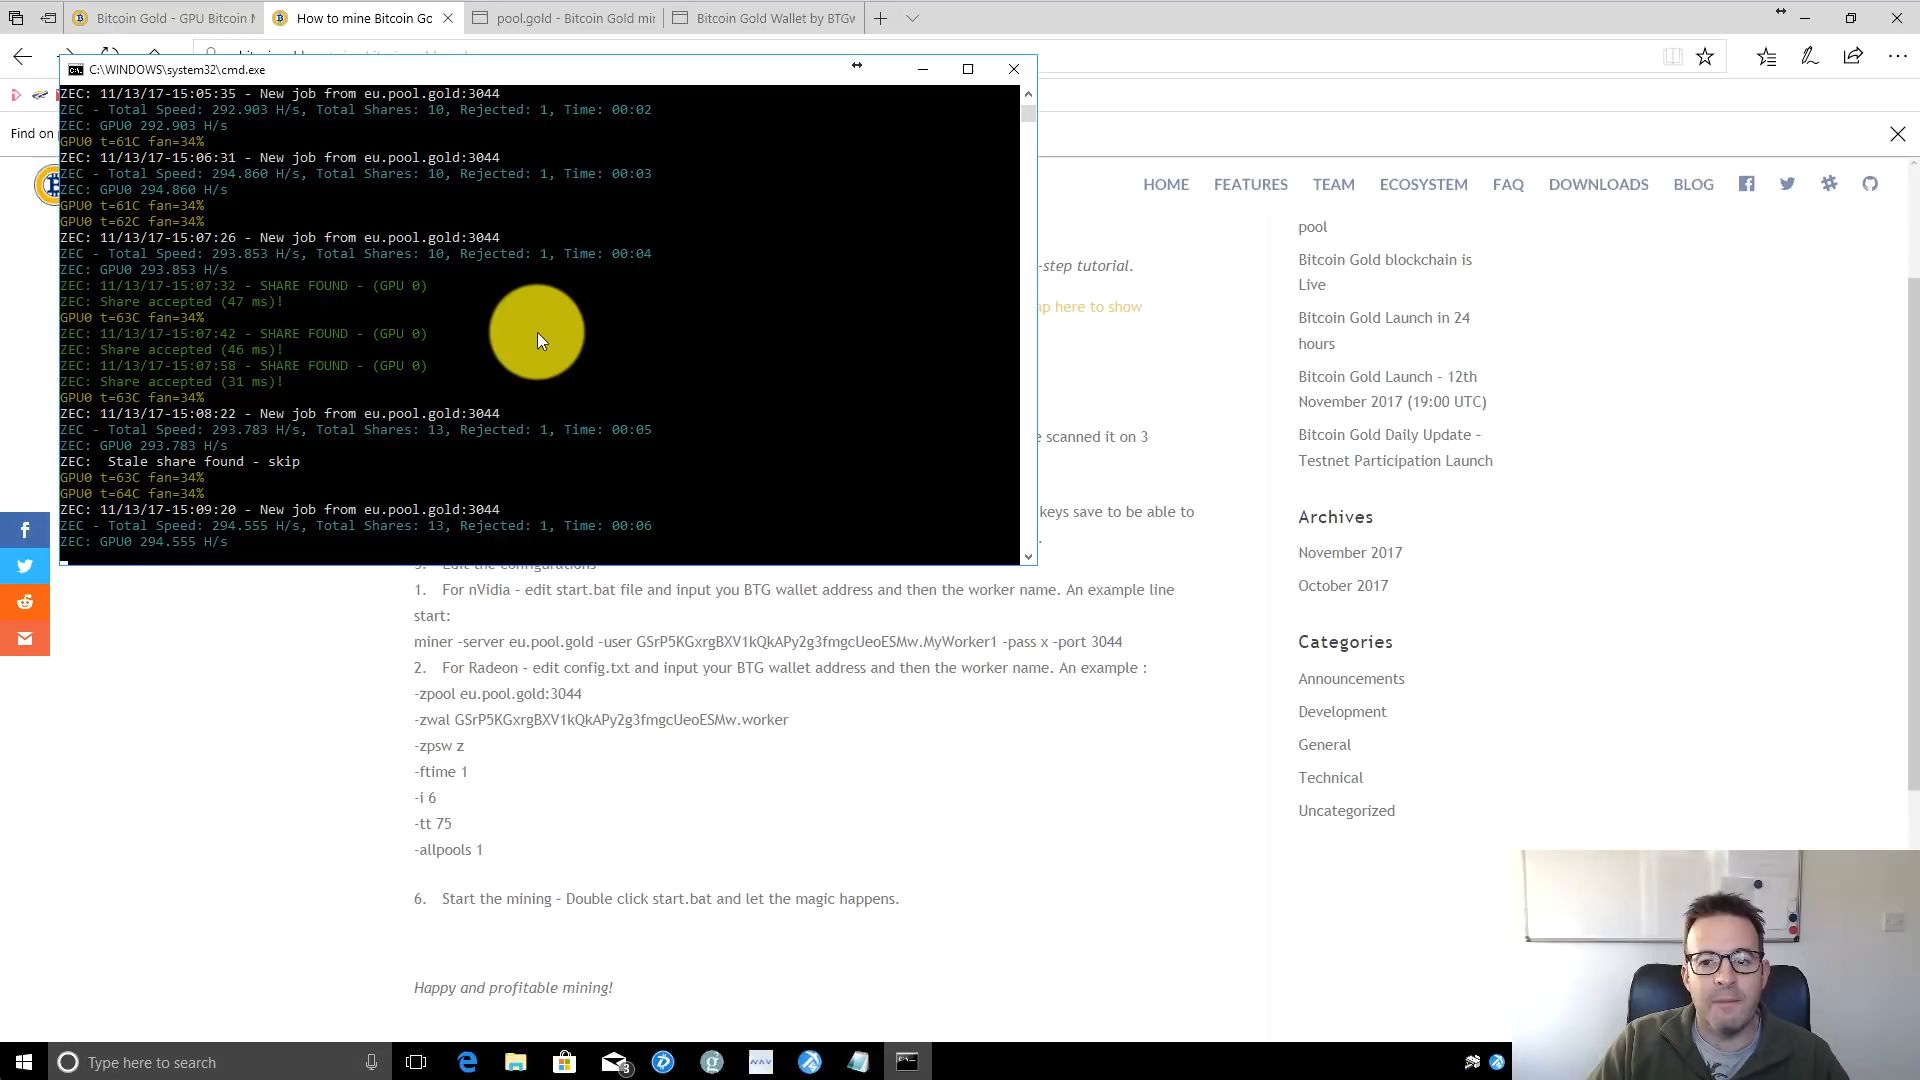 Bitcoin Gold - GPU Bitcoin M
How to mine Bitcoin Go
pool.gold - Bitcoin Gold mi
Bitcoin Gold Wallet by BTGw
C:\WINDOWS\system32\cmd.exe
Find on
ZEC: 11/13/17-15:05:35 - New job from eu.pool.gold:3044
ZEC - Total Speed: 292.903 H/s, Total Shares: 10, Rejected: 1, Time: 00:02
ZEC: GPU0 292.903 H/s
GPU0 t=61C fan=34%
ZEC: 11/13/17-15:06:31 - New job from eu.pool.gold:3044
ZEC - Total Speed: 294.860 H/s, Total Shares: 10, Rejected: 1, Time: 00:03
ZEC: GPU0 294.860 H/s
GPU0 t=61C fan=34%
GPU0 t=62C fan=34%
ZEC: 11/13/17-15:07:26 - New job from eu.pool.gold:3044
ZEC - Total Speed: 293.853 H/s, Total Shares: 10, Rejected: 1, Time: 00:04
ZEC: GPU0 293.853 H/s
ZEC: 11/13/17-15:07:32 - SHARE FOUND - (GPU 0)
ZEC: Share accepted (47 ms)!
GPU0 t=63C fan=34%
ZEC: 11/13/17-15:07:42 - SHARE FOUND - (GPU 0)
ZEC: Share accepted (46 ms)!
ZEC: 11/13/17-15:07:58 - SHARE FOUND - (GPU 0)
ZEC: Share accepted (31 ms)!
GPU0 t=63C fan=34%
ZEC: 11/13/17-15:08:22 - New job from eu.pool.gold:3044
ZEC - Total Speed: 293.783 H/s, Total Shares: 13, Rejected: 1, Time: 00:05
ZEC: GPU0 293.783 H/s
ZEC:  Stale share found - skip
GPU0 t=63C fan=34%
GPU0 t=64C fan=34%
ZEC: 11/13/17-15:09:20 - New job from eu.pool.gold:3044
ZEC - Total Speed: 294.555 H/s, Total Shares: 13, Rejected: 1, Time: 00:06
ZEC: GPU0 294.555 H/s
HOME FEATURES TEAM ECOSYSTEM FAQ DOWNLOADS BLOG
-step tutorial.
ap here to show
e scanned it on 3
keys save to be able to
5. Edit the configurations
1. For nVidia – edit start.bat file and input you BTG wallet address and then the worker name. An example line
start:
miner –server eu.pool.gold –user GSrP5KGxrgBXV1kQkAPy2g3fmgcUeoESMw.MyWorker1 –pass x –port 3044
2. For Radeon – edit config.txt and input your BTG wallet address and then the worker name. An example :
-zpool eu.pool.gold:3044
-zwal GSrP5KGxrgBXV1kQkAPy2g3fmgcUeoESMw.worker
-zpsw z
-ftime 1
-i 6
-tt 75
-allpools 1
6. Start the mining – Double click start.bat and let the magic happens.
Happy and profitable mining!
pool
Bitcoin Gold blockchain is
Live
Bitcoin Gold Launch in 24
hours
Bitcoin Gold Launch – 12th
November 2017 (19:00 UTC)
Bitcoin Gold Daily Update –
Testnet Participation Launch
Archives
November 2017
October 2017
Categories
Announcements
Development
General
Technical
Uncategorized
Type here to search
3
NAV